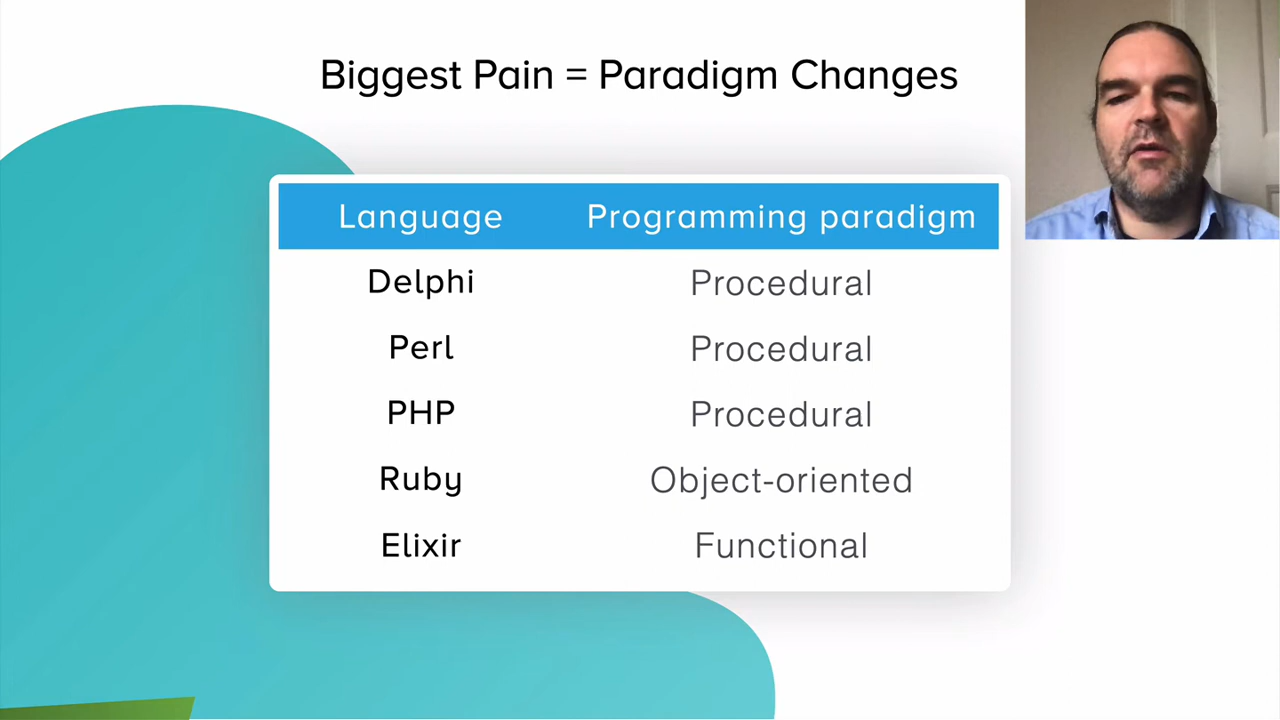 Biggest Pain = Paradigm Changes
Language Programming paradigm
Delphi Procedural
Perl Procedural
PHP Procedural
Ruby Object-oriented
Elixir Functional